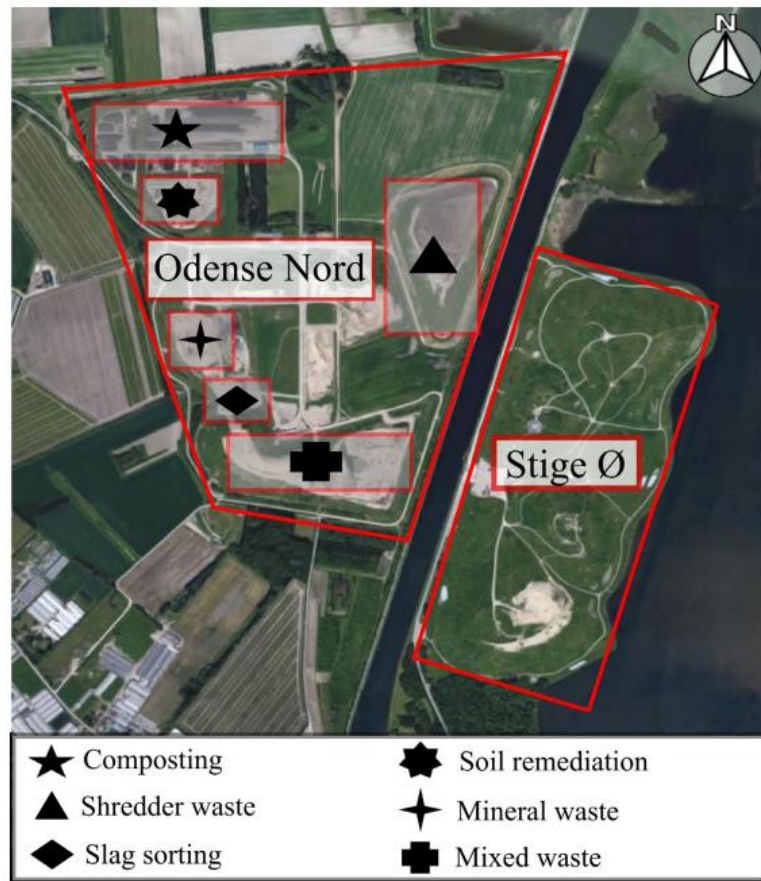 N
Odense Nord
Stige Ø
Composting
Soil remediation
Shredder waste
Mineral waste
Slag sorting
Mixed waste